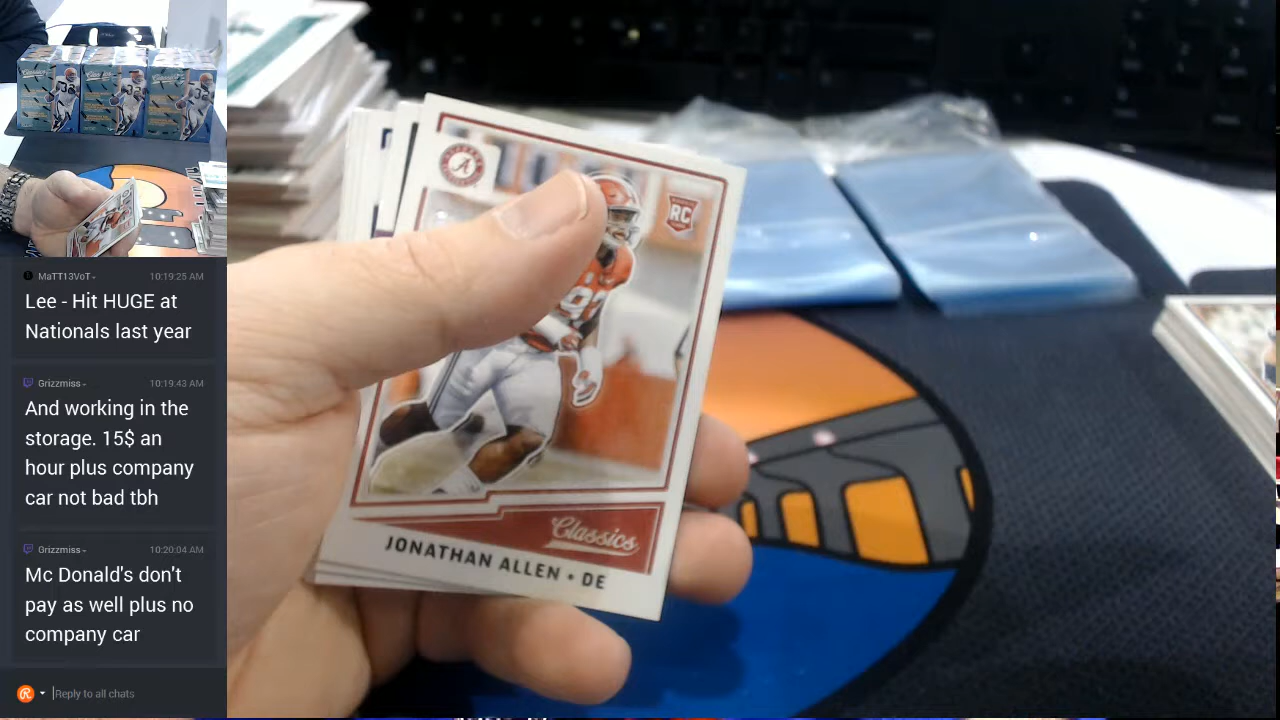 MaTT13VoT
10:19:25 AM
Lee - Hit HUGE at
Nationals last year
Grizzmiss
10:19:43 AM
And working in the
storage. 15$ an
hour plus company
car not bad tbh
Grizzmiss
10:20:04 AM
Mc Donald's don't
pay as well plus no
company car
Reply to all chats
A
RC
Classics
JONATHAN ALLEN • DE